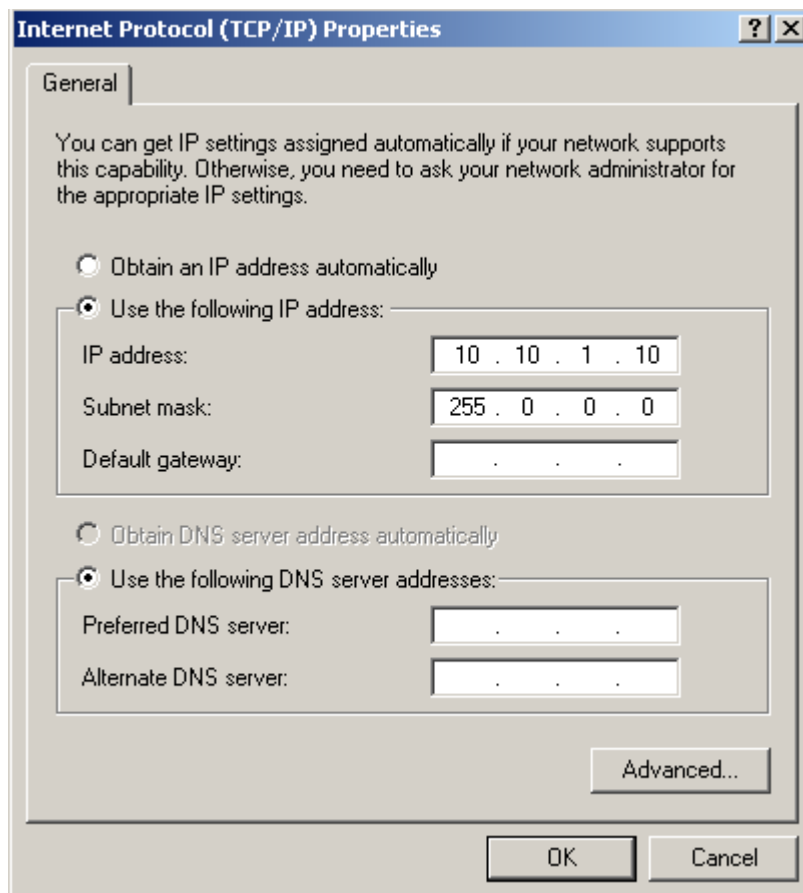 Internet Protocol (TCP/IP) Properties
General
You can get IP settings assigned automatically if your network supports
this capability. Otherwise, you need to ask your network administrator for
the appropriate IP settings.
Obtain an IP address automatically
Use the following IP address:
IP address: 10 . 10 . 1 . 10
Subnet mask: 255 . 0 . 0 . 0
Default gateway: . . .
Obtain DNS server address automatically
Use the following DNS server addresses:
Preferred DNS server: . . .
Alternate DNS server: . . .
Advanced...
OK Cancel